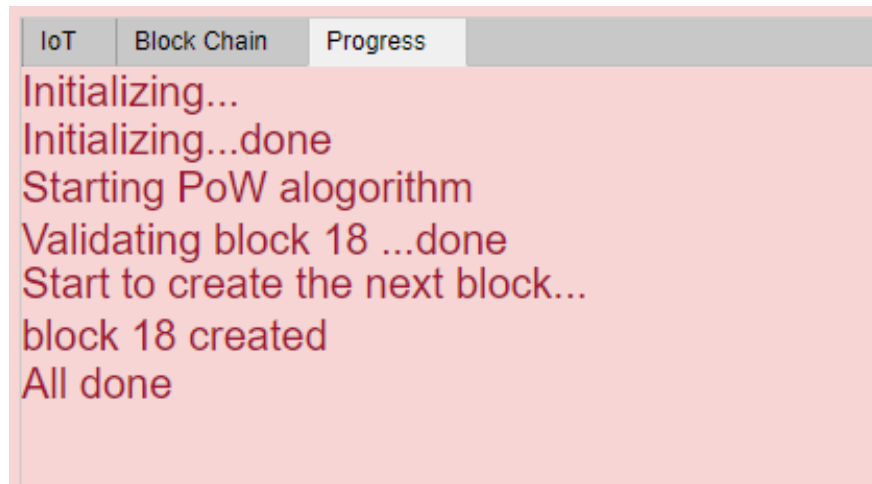 IoT Block Chain Progress
Initializing...
Initializing...done
Starting PoW alogorithm
Validating block 18 ...done
Start to create the next block...
block 18 created
All done